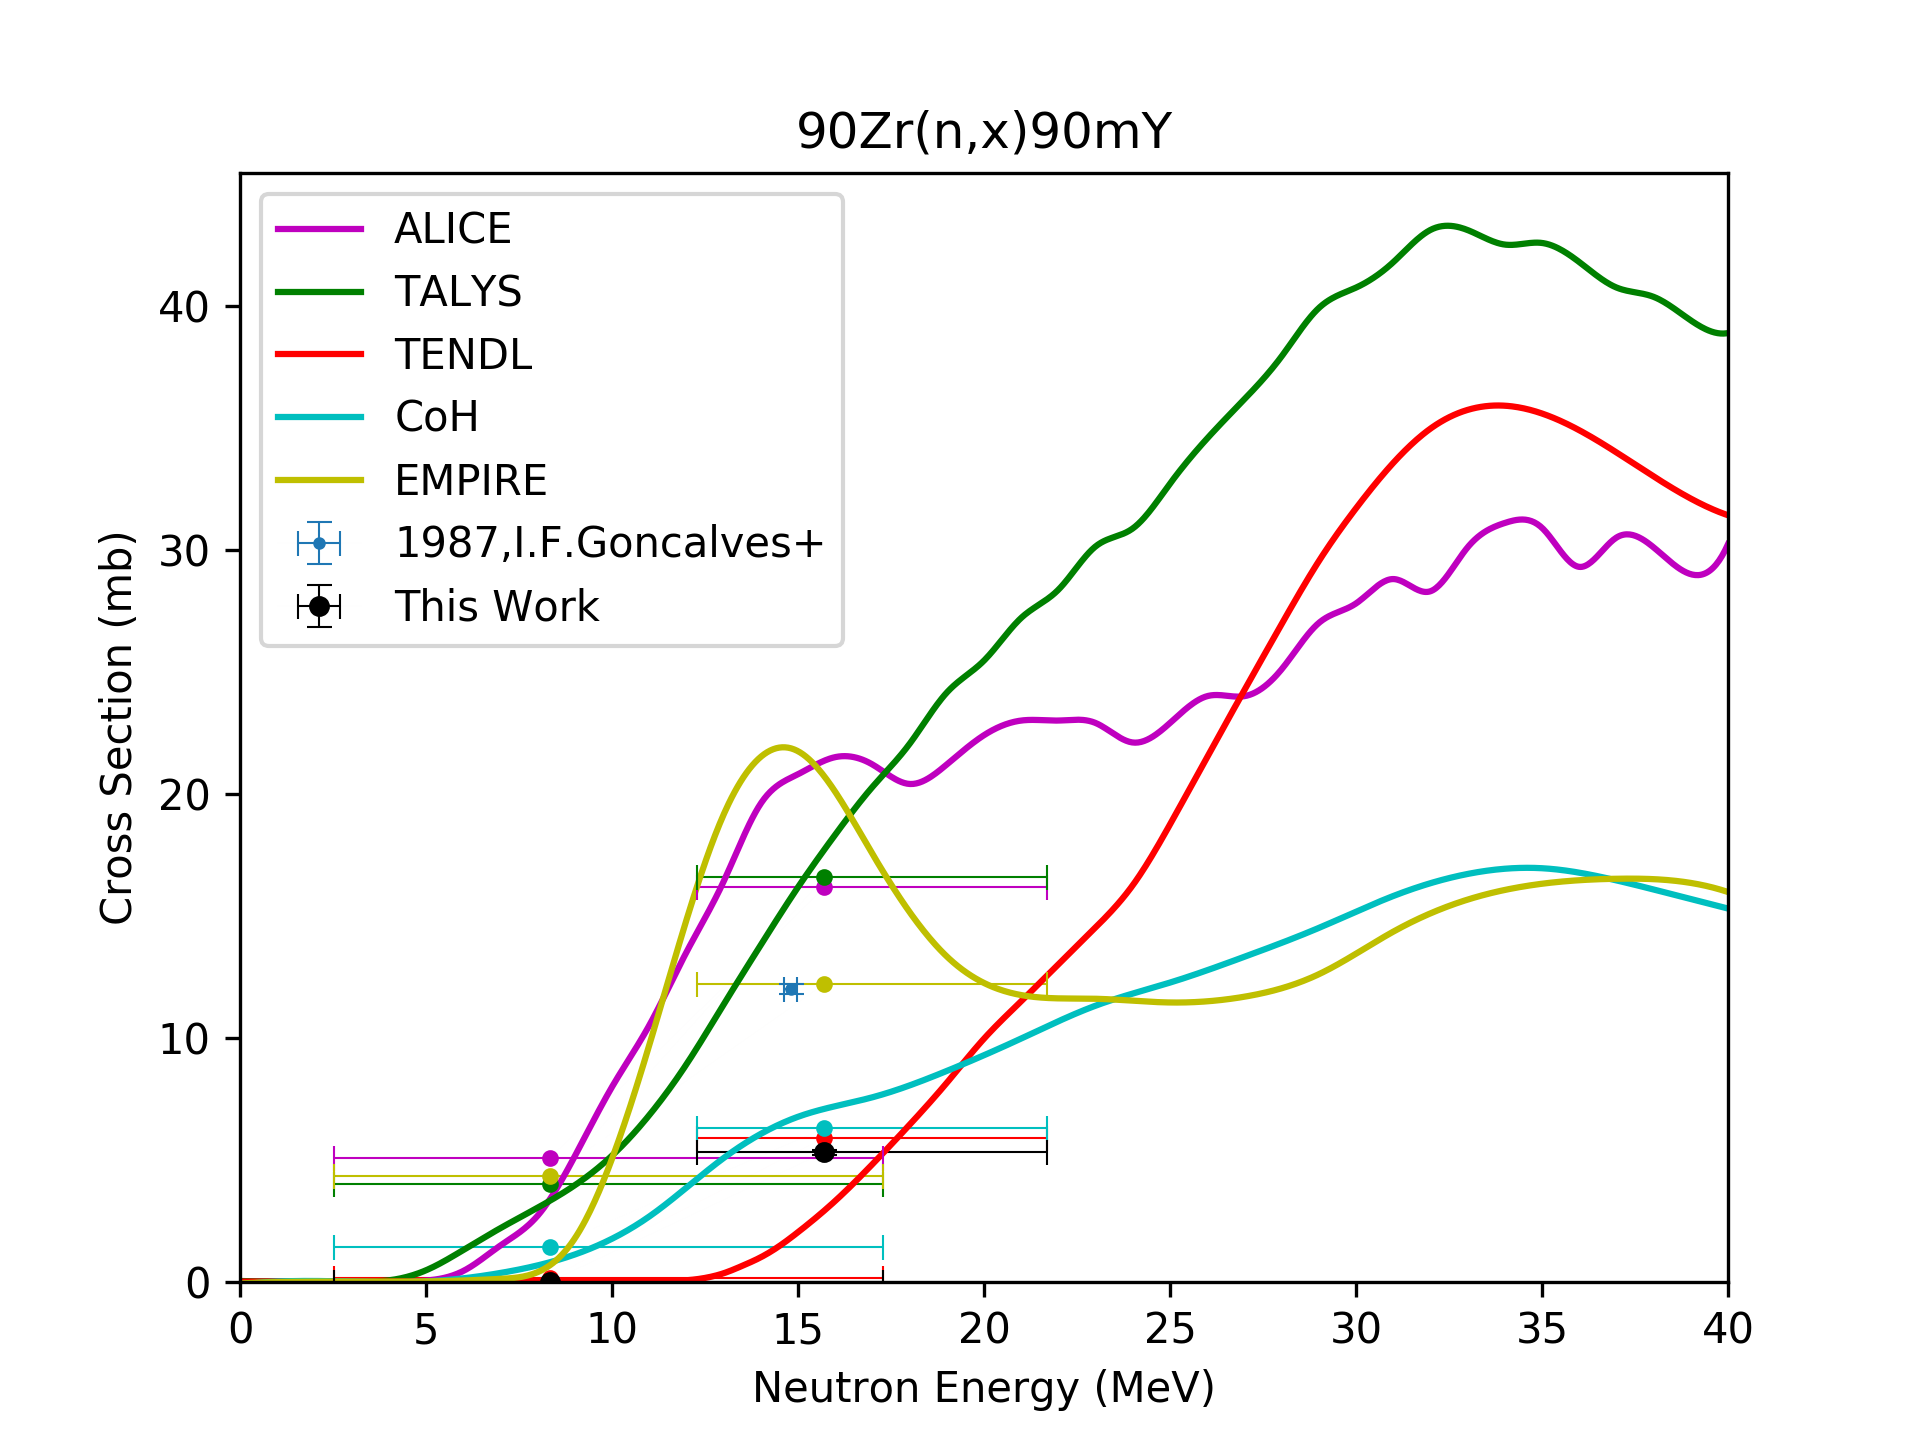 90Zr(n,x)90mY
ALICE
TALYS
TENDL
CoH
EMPIRE
1987,I.F.Goncalves+
This Work
Cross Section (mb)
40
30
20
10
0
0 5 10 15 20 25 30 35 40
Neutron Energy (MeV)